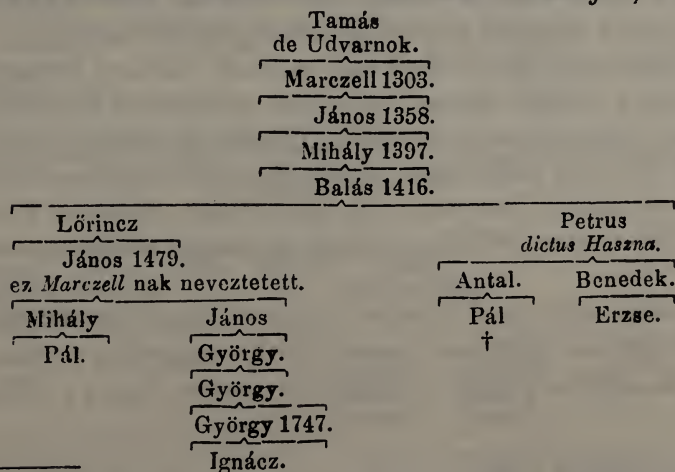 Tamás
de Udvarnok.
Marczell 1303.
János 1358.
Mihály 1397.
Balás 1416.
Lőrincz Petrus
János 1479. dictus Haszna.
ez Marczell nak nevcztetett. Antal. Benedek.
Mihály János Pál Erzse.
Pál. György. †
György.
György 1747.
Ignácz.